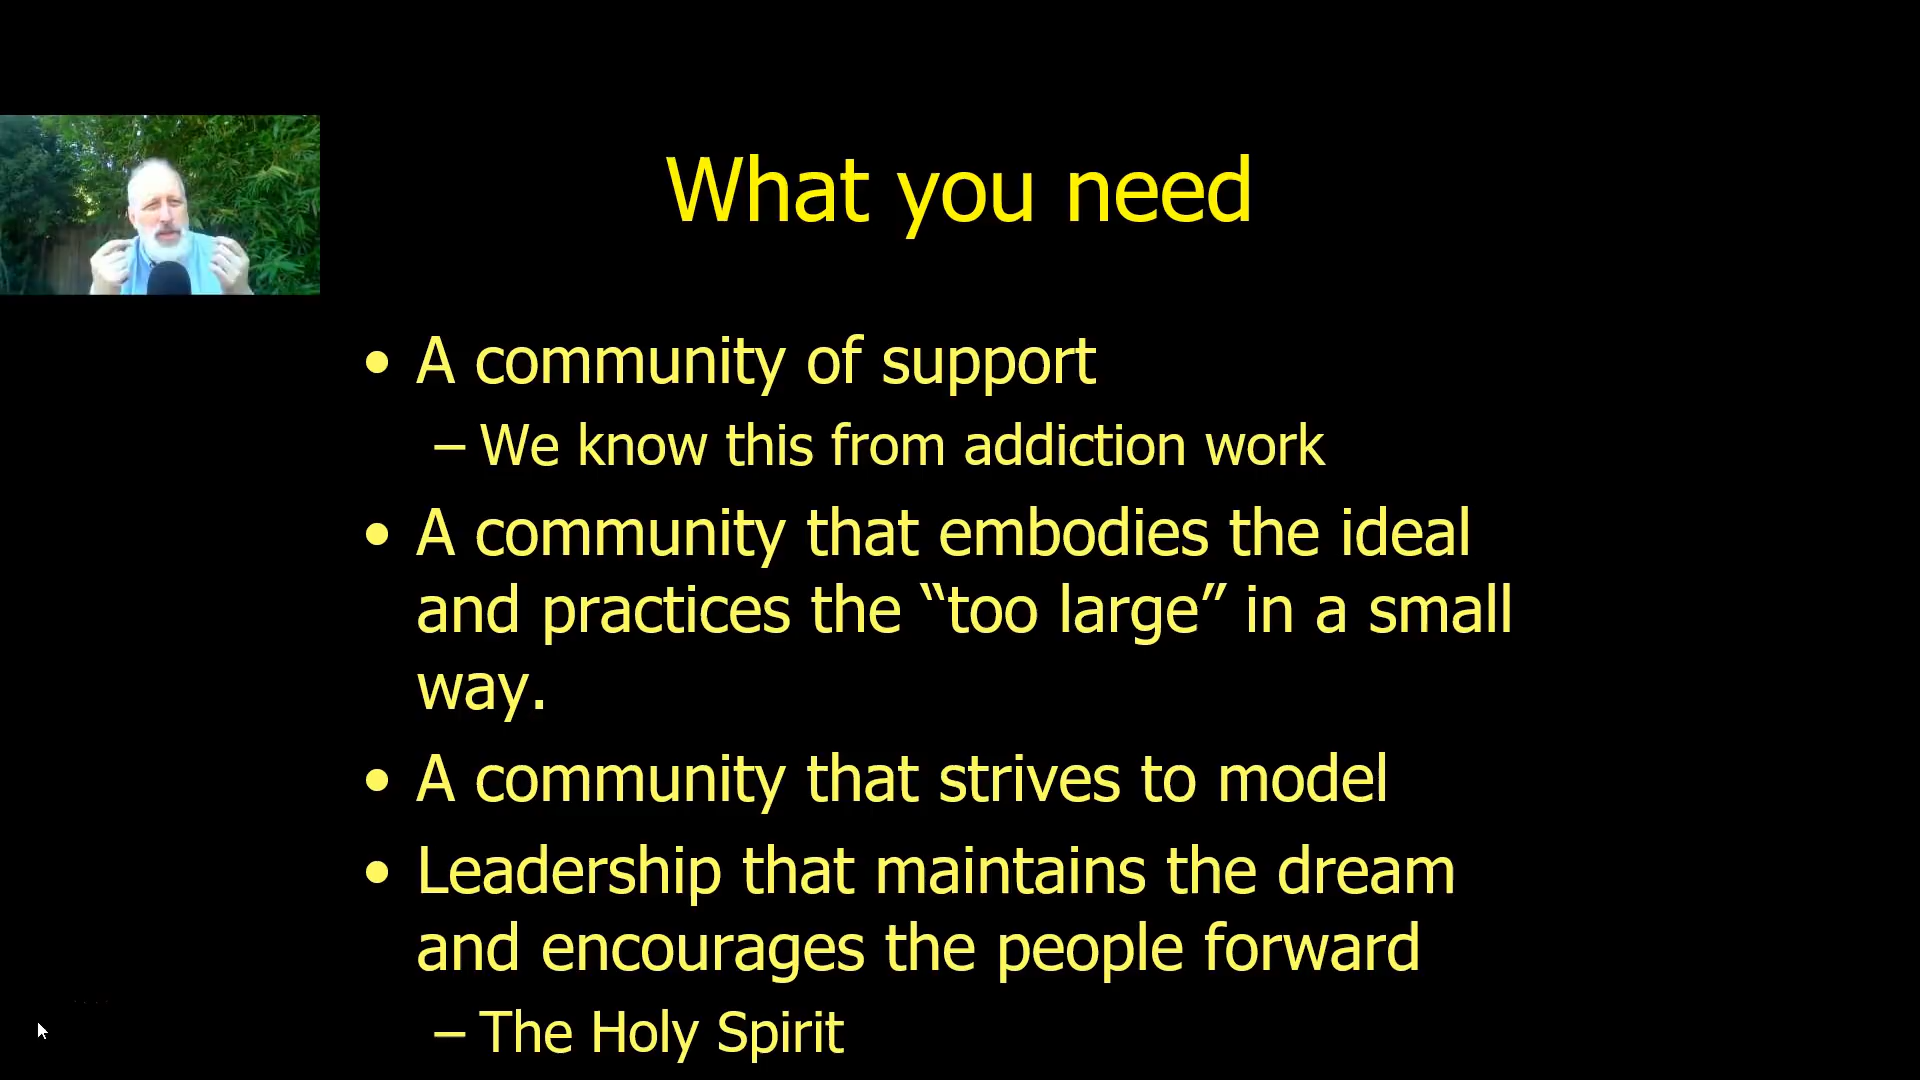 What you need
• A community of support
– We know this from addiction work
• A community that embodies the ideal
and practices the “too large” in a small
way.
• A community that strives to model
• Leadership that maintains the dream
and encourages the people forward
– The Holy Spirit